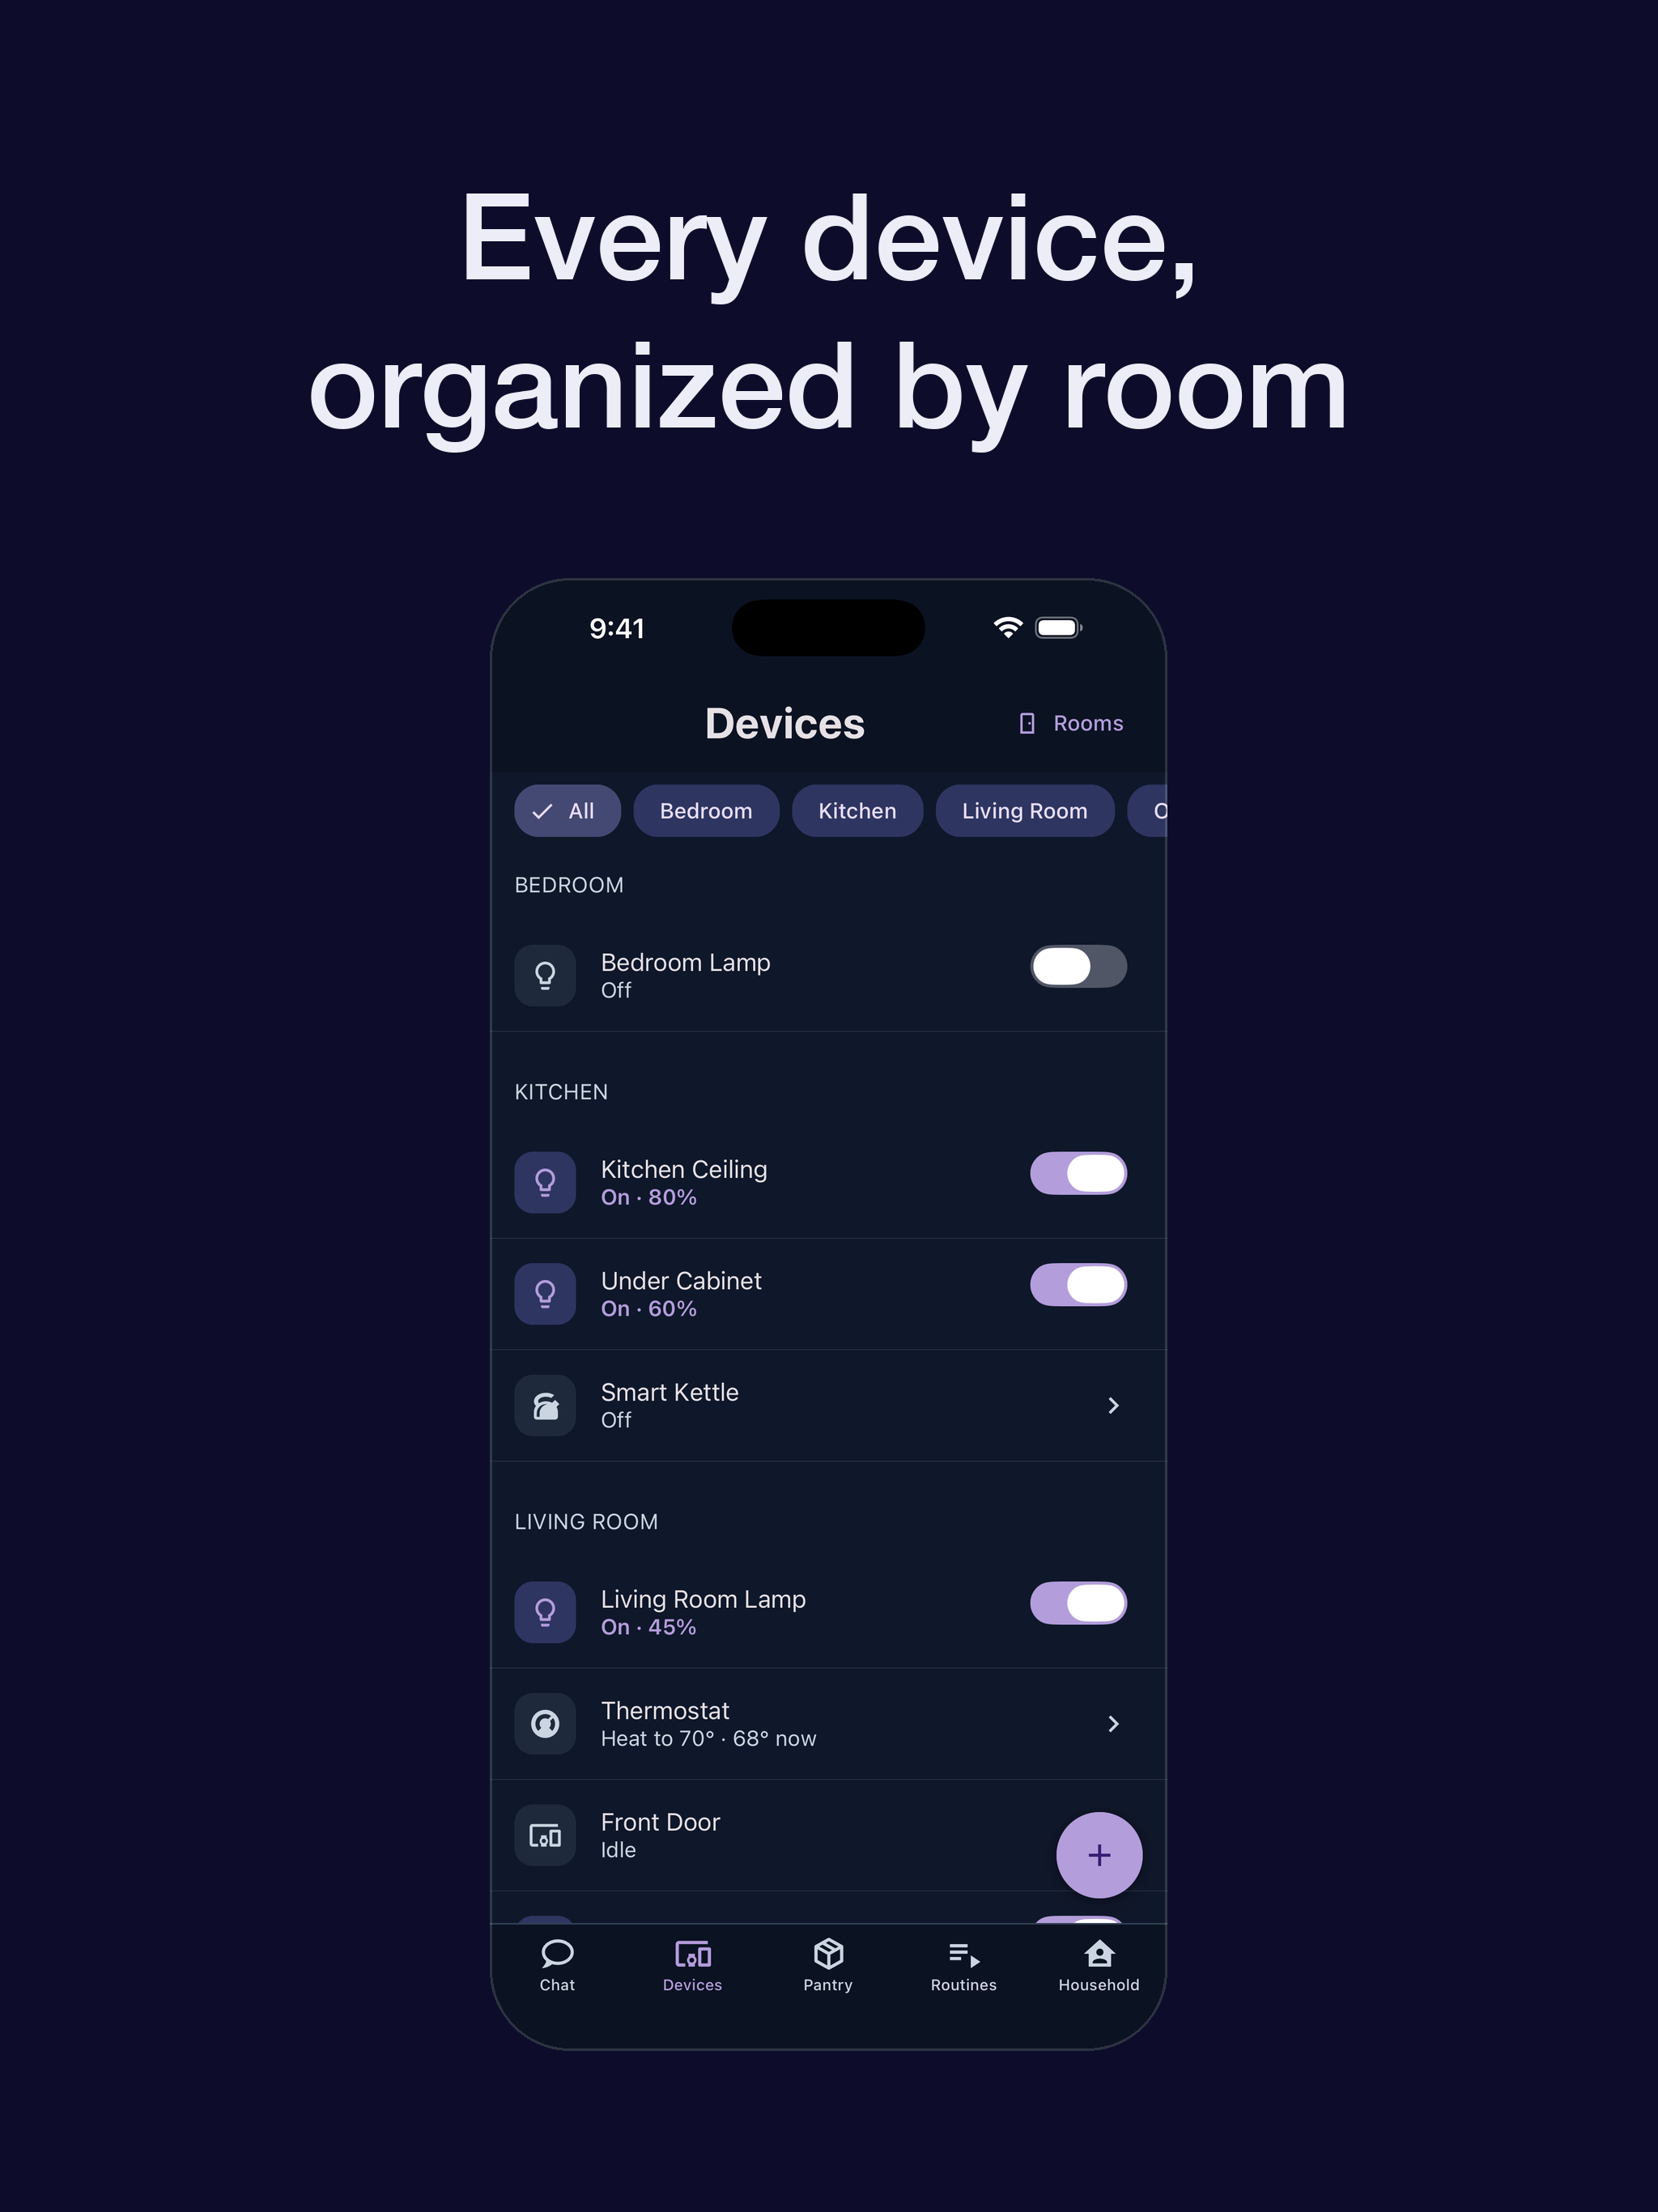 Every device,
organized by room
9:41
Devices
Rooms
All
Bedroom
Kitchen
Living Room
BEDROOM
Bedroom Lamp
Off
KITCHEN
Kitchen Ceiling
On · 80%
Under Cabinet
On · 60%
Smart Kettle
Off
LIVING ROOM
Living Room Lamp
On · 45%
Thermostat
Heat to 70° · 68° now
Front Door
Idle
Chat
Devices
Pantry
Routines
Household